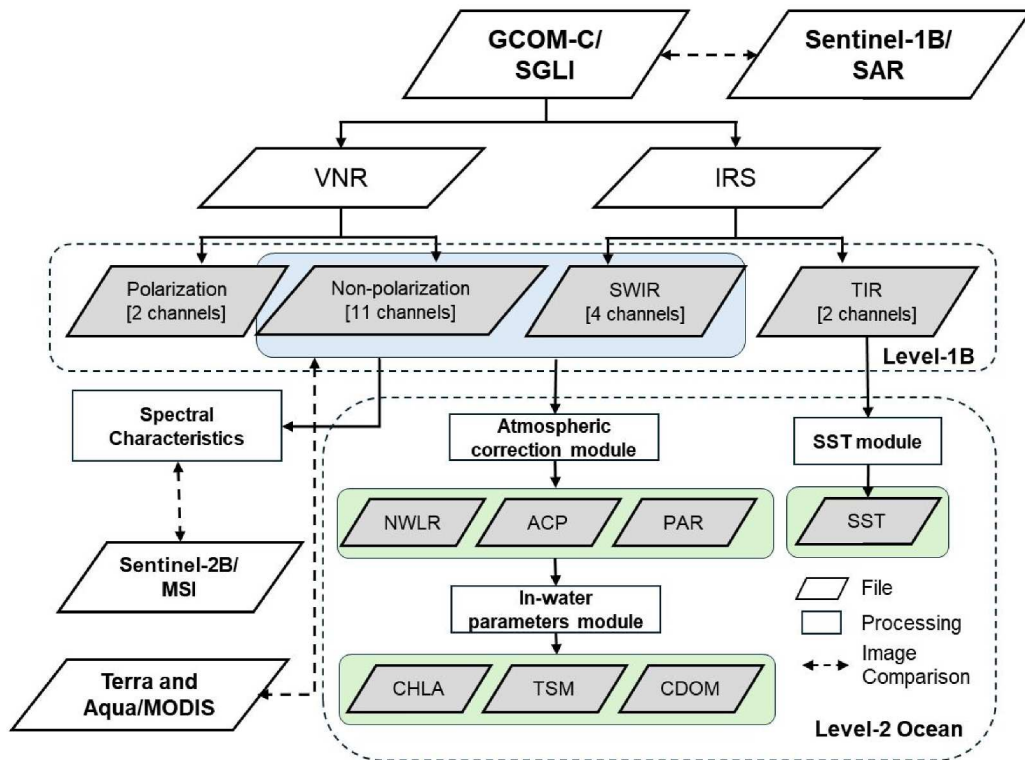 GCOM-C/
SGLI
Sentinel-1B/
SAR
VNR
IRS
Polarization
[2 channels]
Non-polarization
[11 channels]
SWIR
[4 channels]
TIR
[2 channels]
Level-1B
Spectral
Characteristics
Atmospheric
correction module
SST module
NWLR
ACP
PAR
SST
Sentinel-2B/
MSI
In-water
parameters module
File
Processing
Image
Comparison
Terra and
Aqua/MODIS
CHLA
TSM
CDOM
Level-2 Ocean